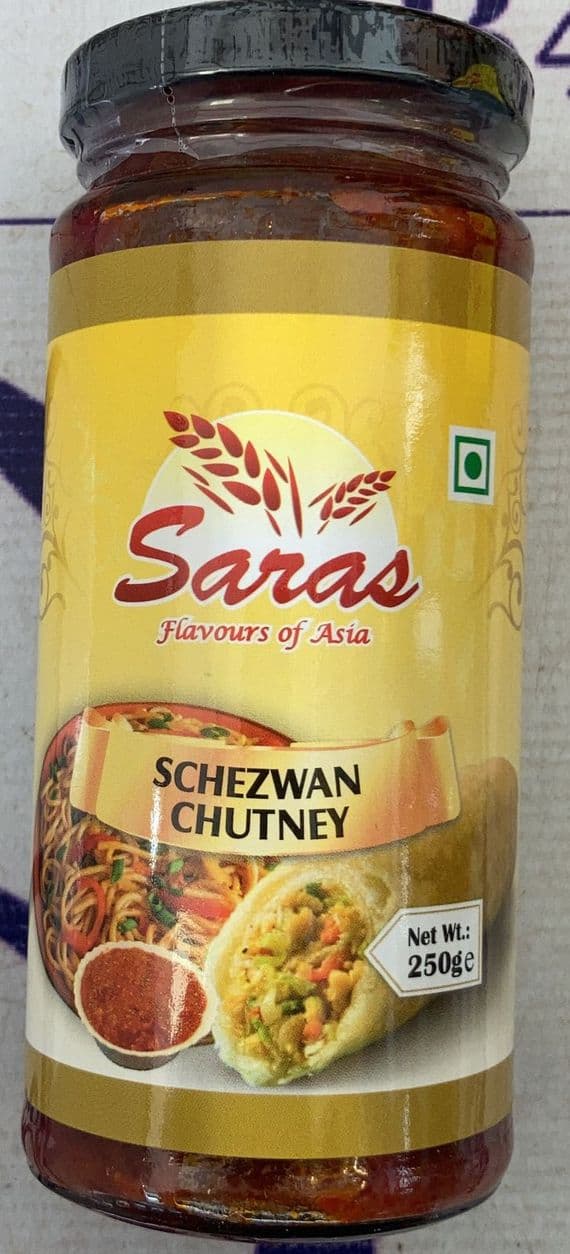 Saras
Flavours of Asia
SCHEZWAN
CHUTNEY
Net Wt.:
250g e